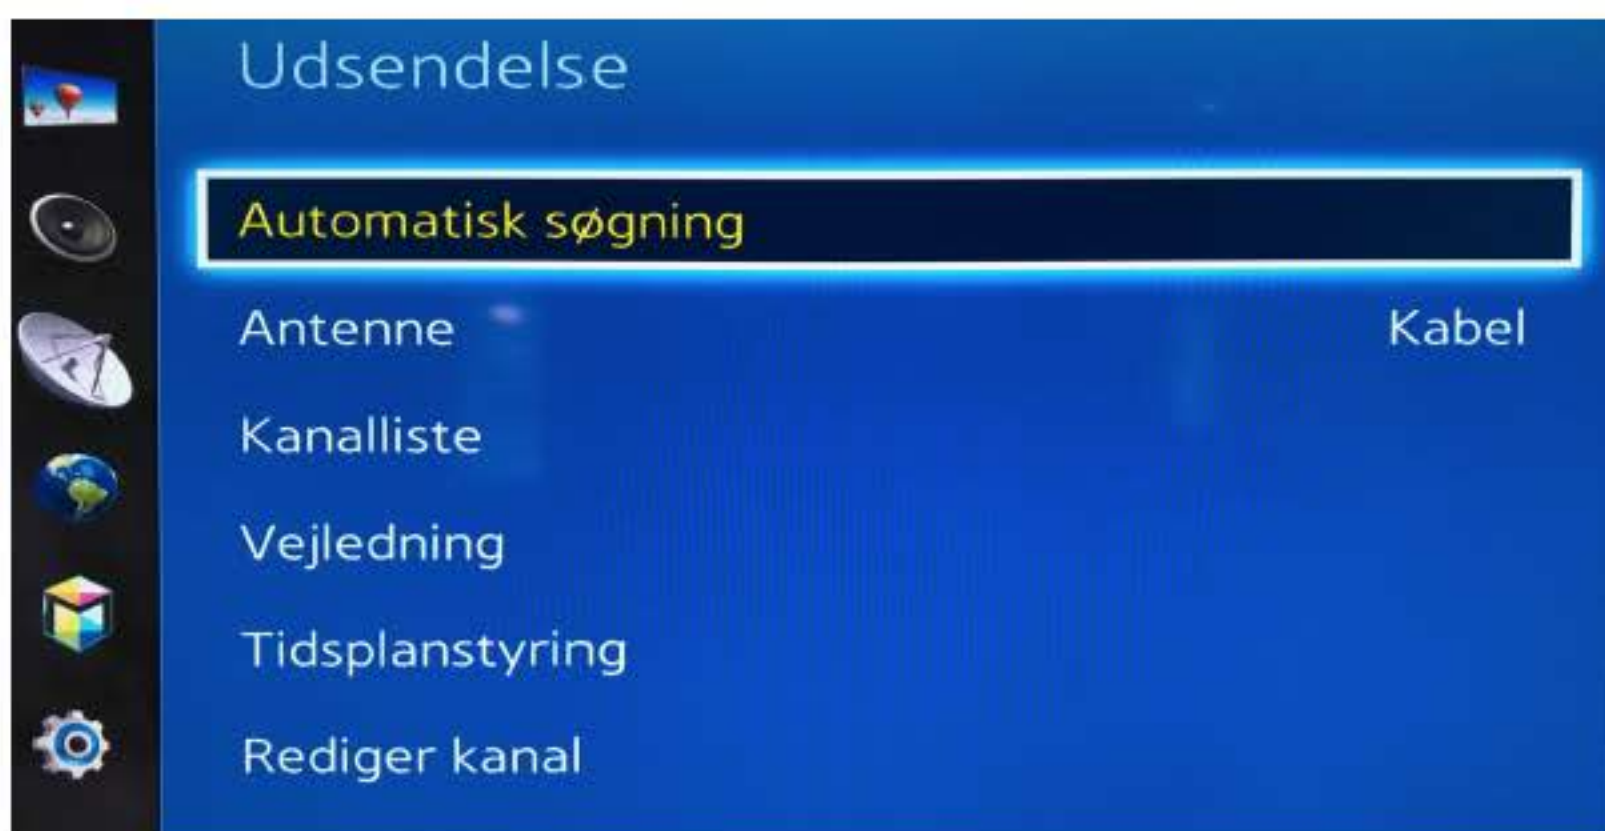 Udsendelse
Automatisk søgning
Antenne Kabel
Kanalliste
Vejledning
Tidsplanstyring
Rediger kanal